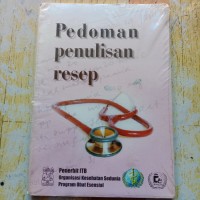 Pedoman
penulisan
resep
Penerbit ITB
Organisasi Kesehatan Sedunia
Program Obat Esensial